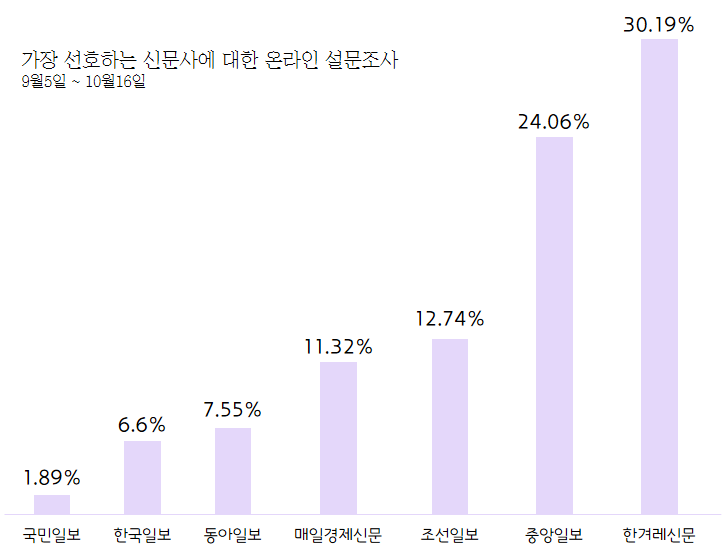 가장 선호하는 신문사에 대한 온라인 설문조사
9월5일 ~ 10월16일
30.19%
24.06%
12.74%
11.32%
7.55%
6.6%
1.89%
국민일보 한국일보 동아일보 매일경제신문 조선일보 중앙일보 한겨레신문